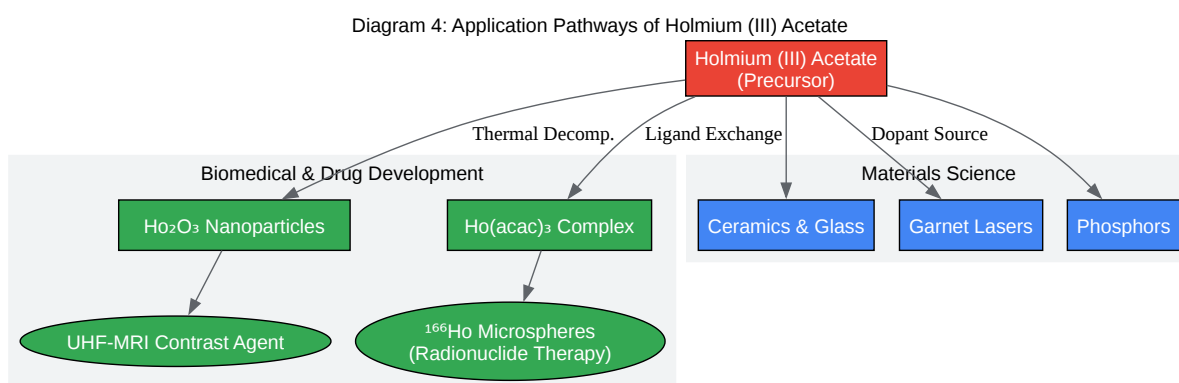 Diagram 4: Application Pathways of Holmium (III) Acetate
Holmium (III) Acetate
(Precursor)
Thermal Decomp.
Ligand Exchange
Dopant Source
Biomedical & Drug Development
Materials Science
Ho₂O₃ Nanoparticles
Ho(acac)₃ Complex
Ceramics & Glass
Garnet Lasers
Phosphors
UHF-MRI Contrast Agent
¹⁶⁶Ho Microspheres
(Radionuclide Therapy)